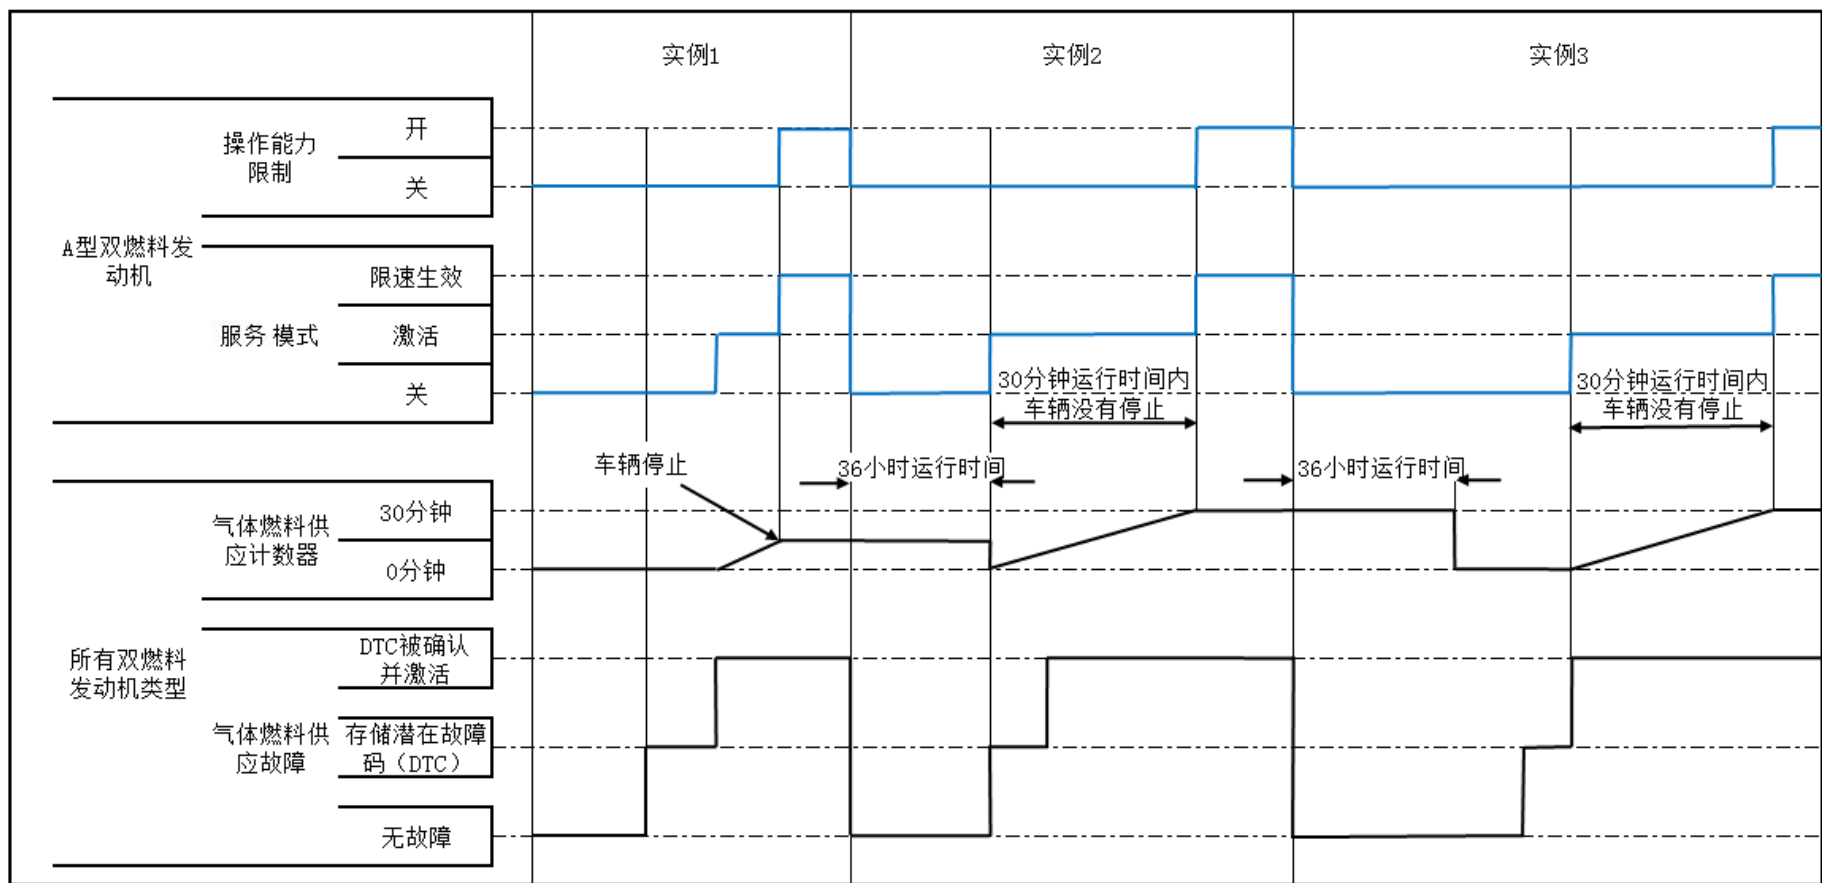 实例1
实例2
实例3
操作能力
限制
开
关
A型双燃料发
动机
服务 模式
限速生效
激活
关
30分钟运行时间内
车辆没有停止
30分钟运行时间内
车辆没有停止
车辆停止
36小时运行时间
36小时运行时间
气体燃料供
应计数器
30分钟
0分钟
所有双燃料
发动机类型
气体燃料供
应故障
DTC被确认
并激活
存储潜在故障
码（DTC）
无故障